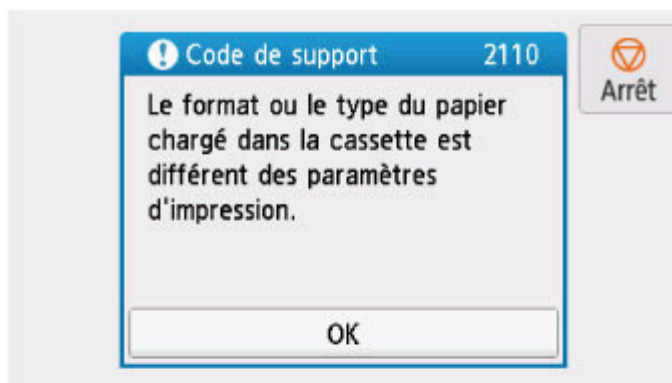 Code de support 2110
Arrêt
Le format ou le type du papier
chargé dans la cassette est
différent des paramètres
d'impression.
OK